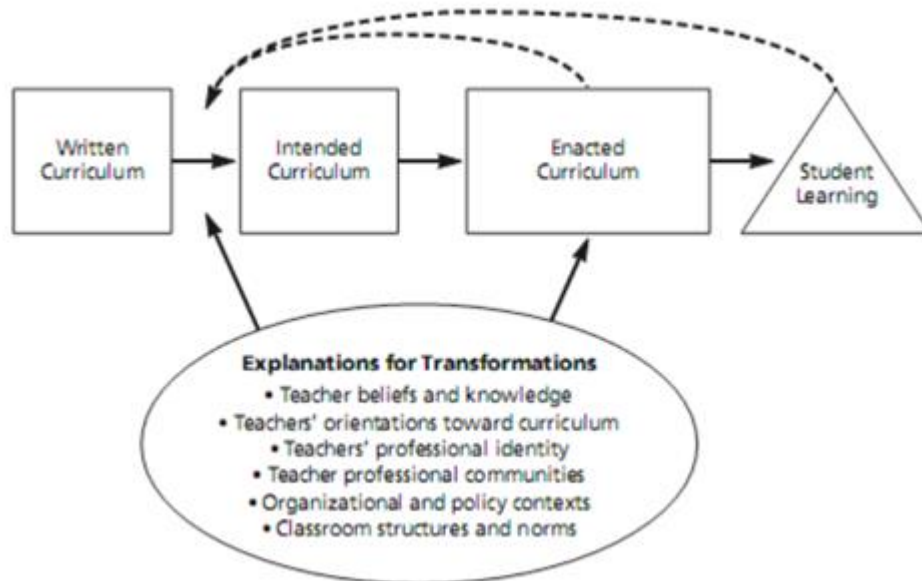 Written
Curriculum
Intended
Curriculum
Enacted
Curriculum
Student
Learning
Explanations for Transformations
• Teacher beliefs and knowledge
• Teachers' orientations toward curriculum
• Teachers' professional identity
• Teacher professional communities
• Organizational and policy contexts
• Classroom structures and norms